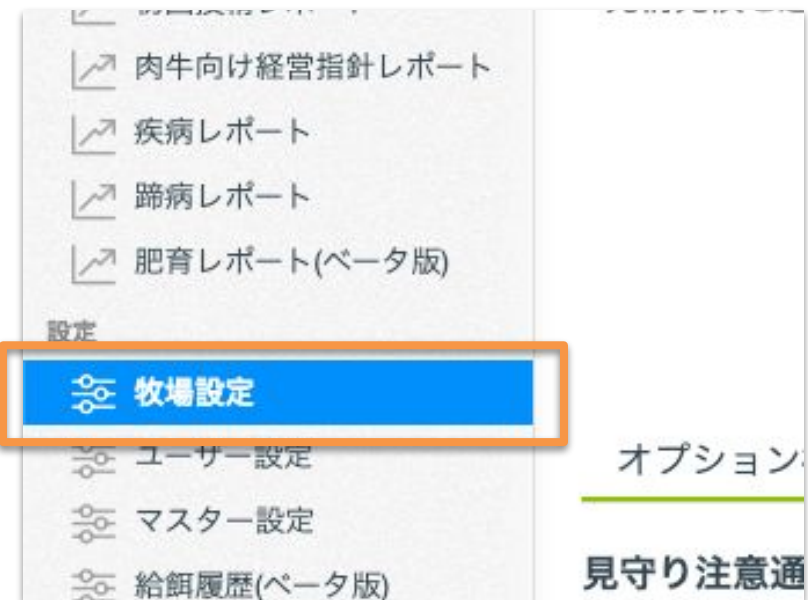 肉牛向け経営指針レポート
疾病レポート
蹄病レポート
肥育レポート(ベータ版)
設定
牧場設定
ユーザー設定
マスター設定
給餌履歴(ベータ版)
オプション
見守り注意通